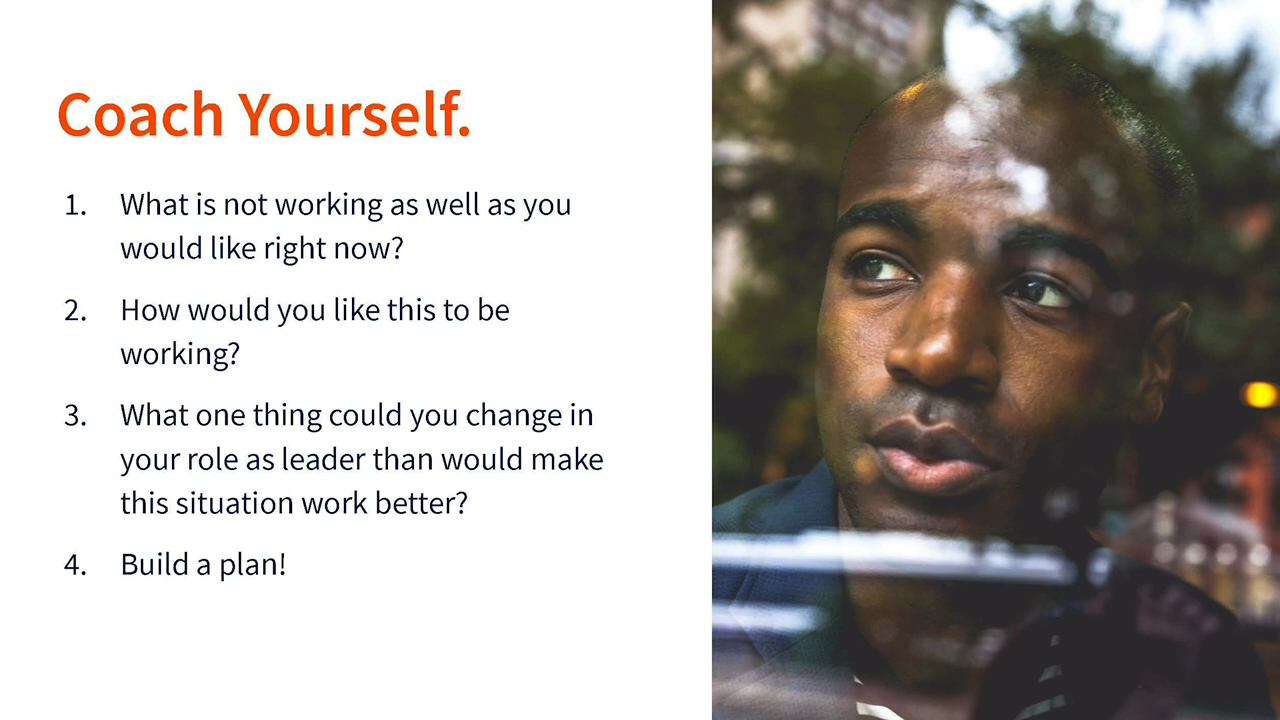 Coach Yourself.
1. What is not working as well as you
would like right now?
2. How would you like this to be
working?
3. What one thing could you change in
your role as leader than would make
this situation work better?
4. Build a plan!